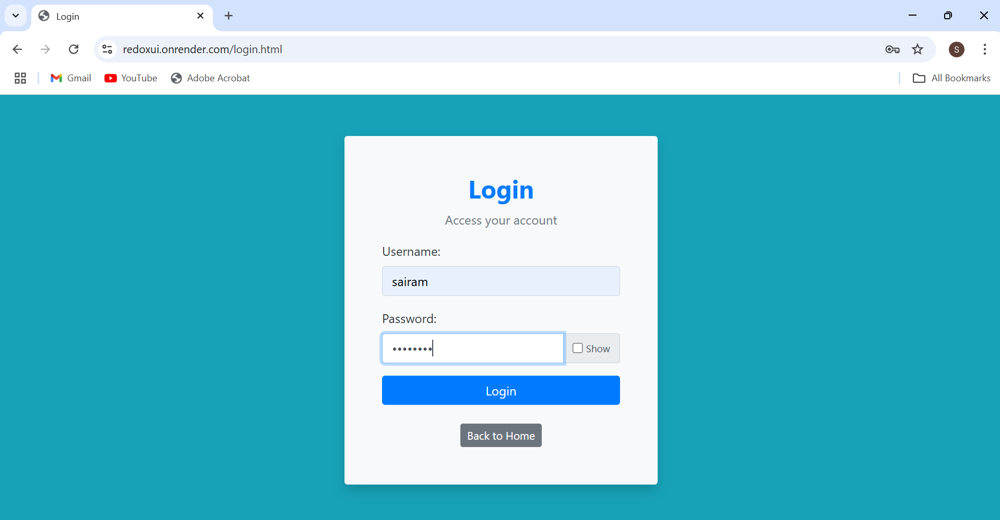 Login
redoxui.onrender.com/login.html
S
Gmail YouTube Adobe Acrobat All Bookmarks
Login
Access your account
Username:
sairam
Password:
•••••••• Show
Login
Back to Home